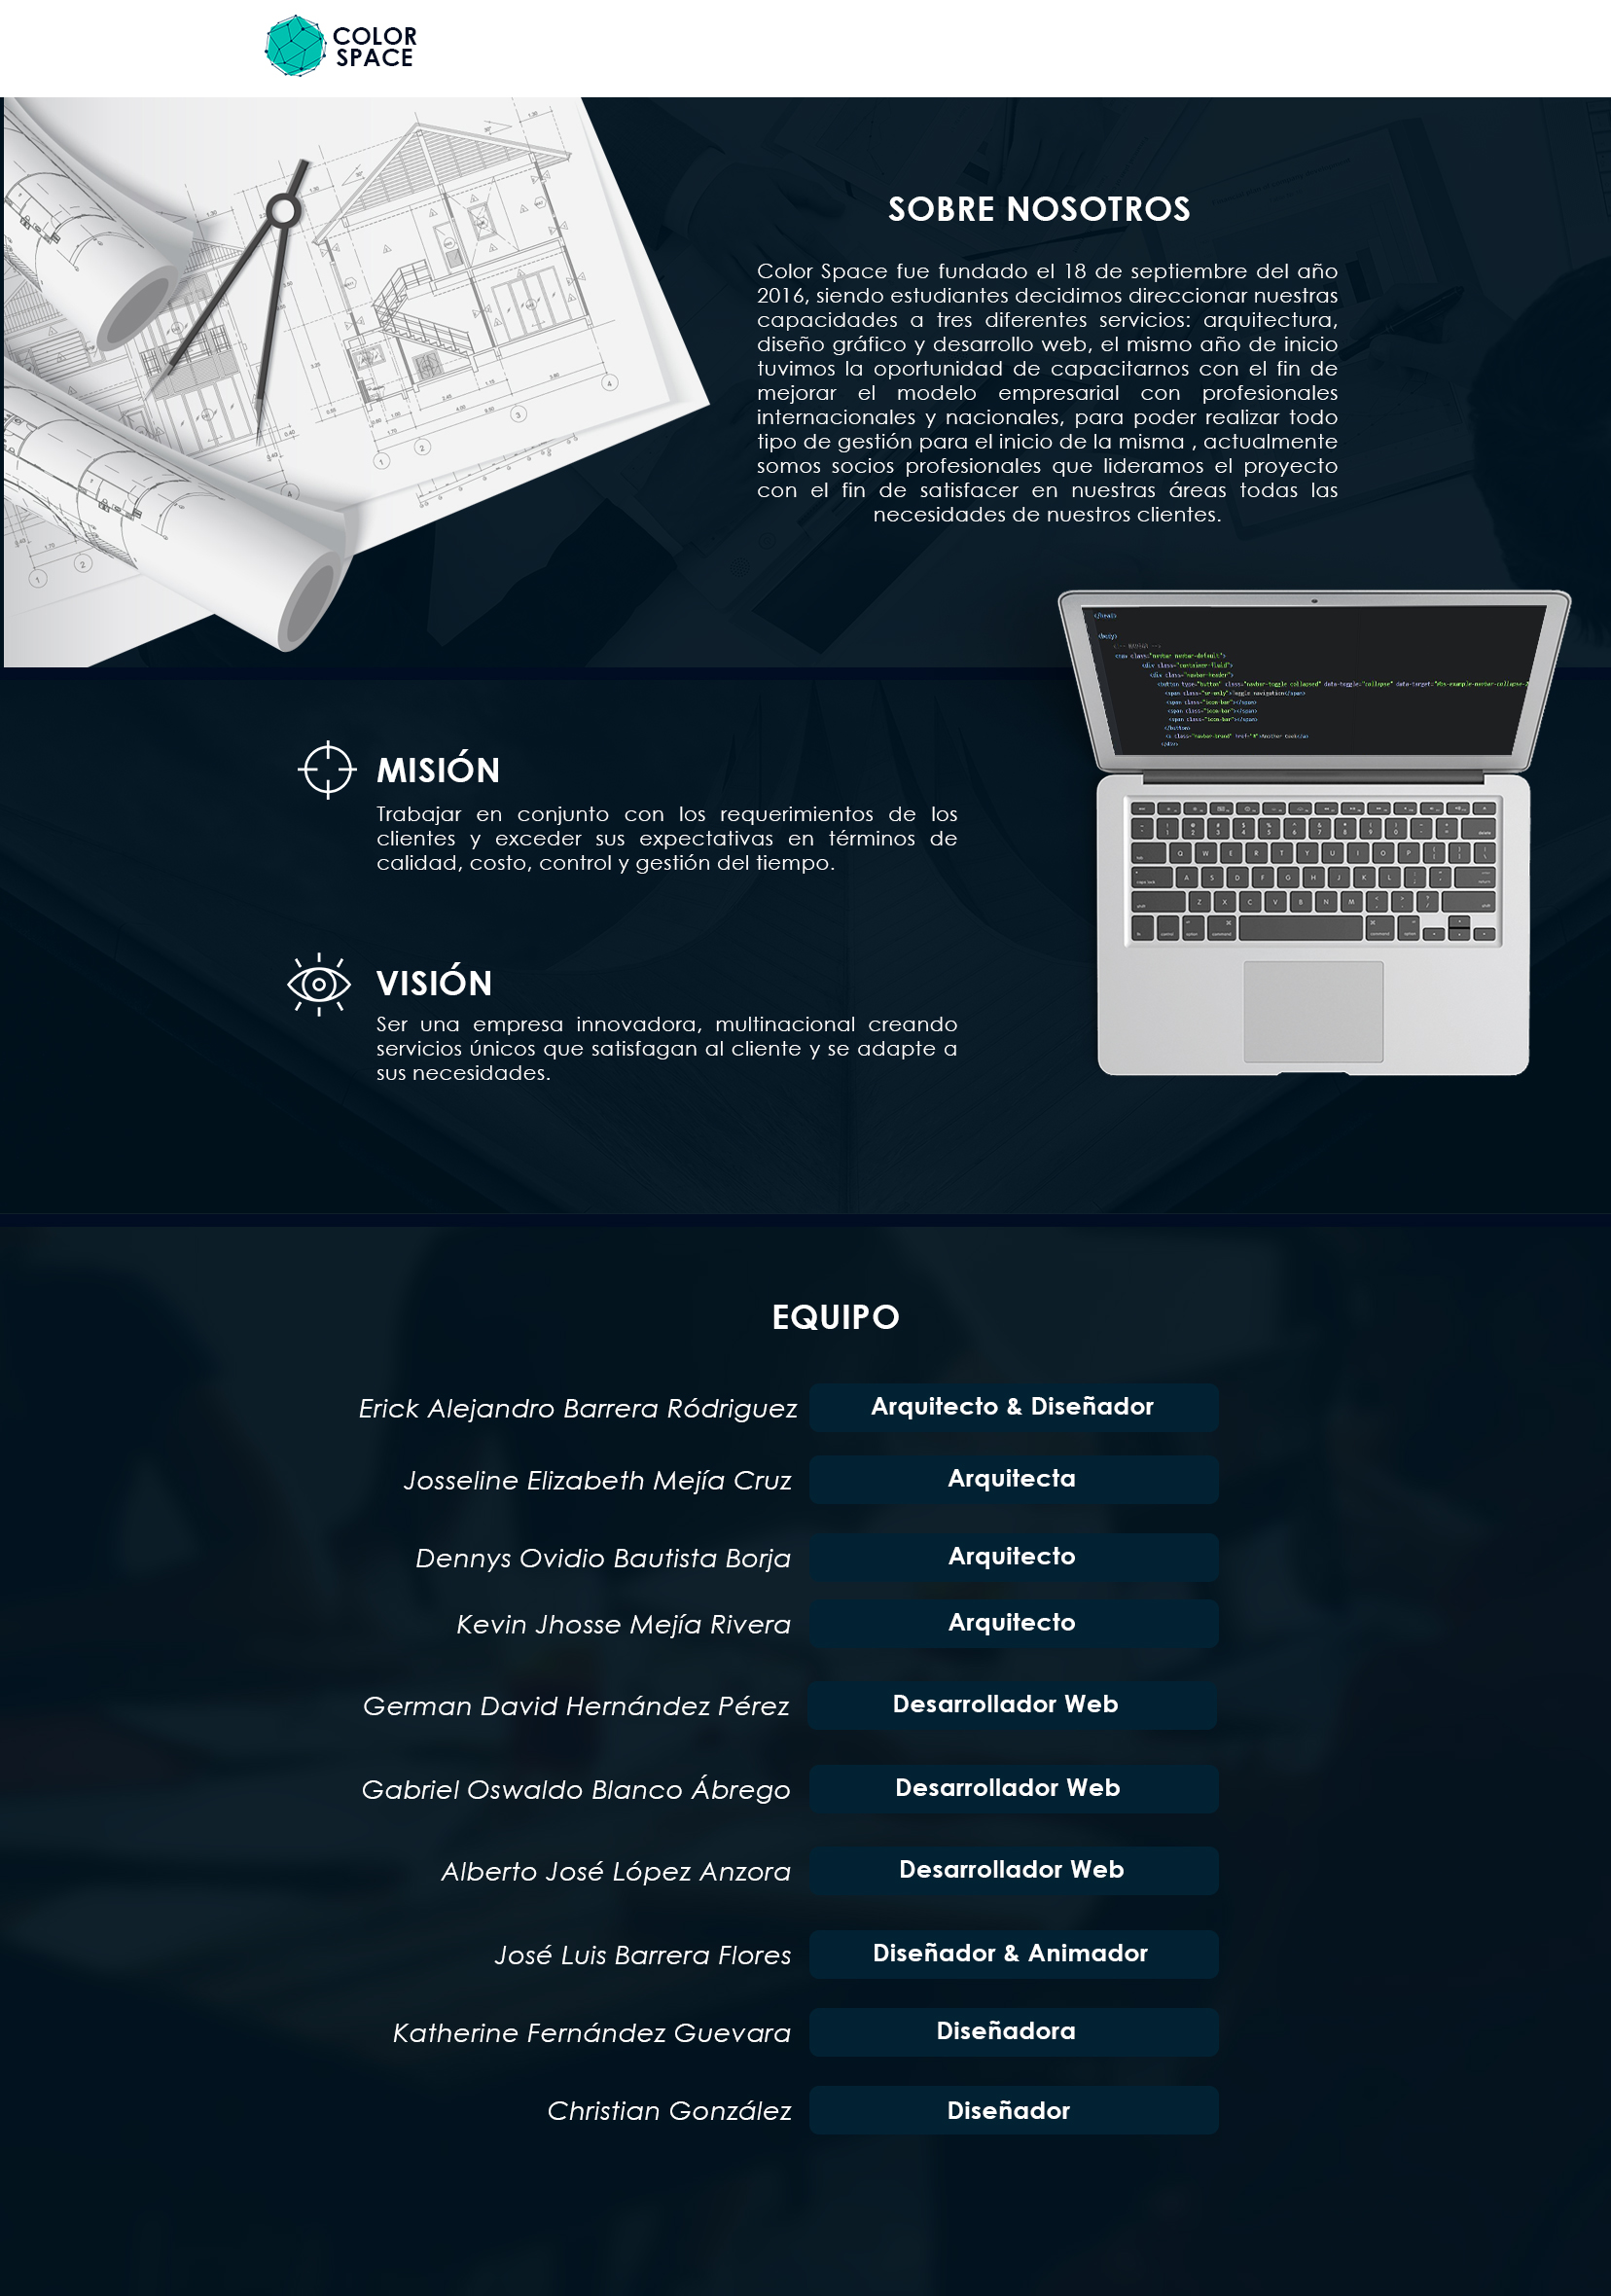 COLOR
SPACE
SOBRE NOSOTROS
Color Space fue fundado el 18 de septiembre del año
2016, siendo estudiantes decidimos direccionar nuestras
capacidades a tres diferentes servicios: arquitectura,
diseño gráfico y desarrollo web, el mismo año de inicio
tuvimos la oportunidad de capacitarnos con el fin de
mejorar el modelo empresarial con profesionales
internacionales y nacionales, para poder realizar todo
tipo de gestión para el inicio de la misma , actualmente
somos socios profesionales que lideramos el proyecto
con el fin de satisfacer en nuestras áreas todas las
necesidades de nuestros clientes.
MISIÓN
Trabajar en conjunto con los requerimientos de los
clientes y exceder sus expectativas en términos de
calidad, costo, control y gestión del tiempo.
VISIÓN
Ser una empresa innovadora, multinacional creando
servicios únicos que satisfagan al cliente y se adapte a
sus necesidades.
EQUIPO
Erick Alejandro Barrera Ródriguez Arquitecto & Diseñador
Josseline Elizabeth Mejía Cruz Arquitecta
Dennys Ovidio Bautista Borja Arquitecto
Kevin Jhosse Mejía Rivera Arquitecto
German David Hernández Pérez Desarrollador Web
Gabriel Oswaldo Blanco Ábrego Desarrollador Web
Alberto José López Anzora Desarrollador Web
José Luis Barrera Flores Diseñador & Animador
Katherine Fernández Guevara Diseñadora
Christian González Diseñador